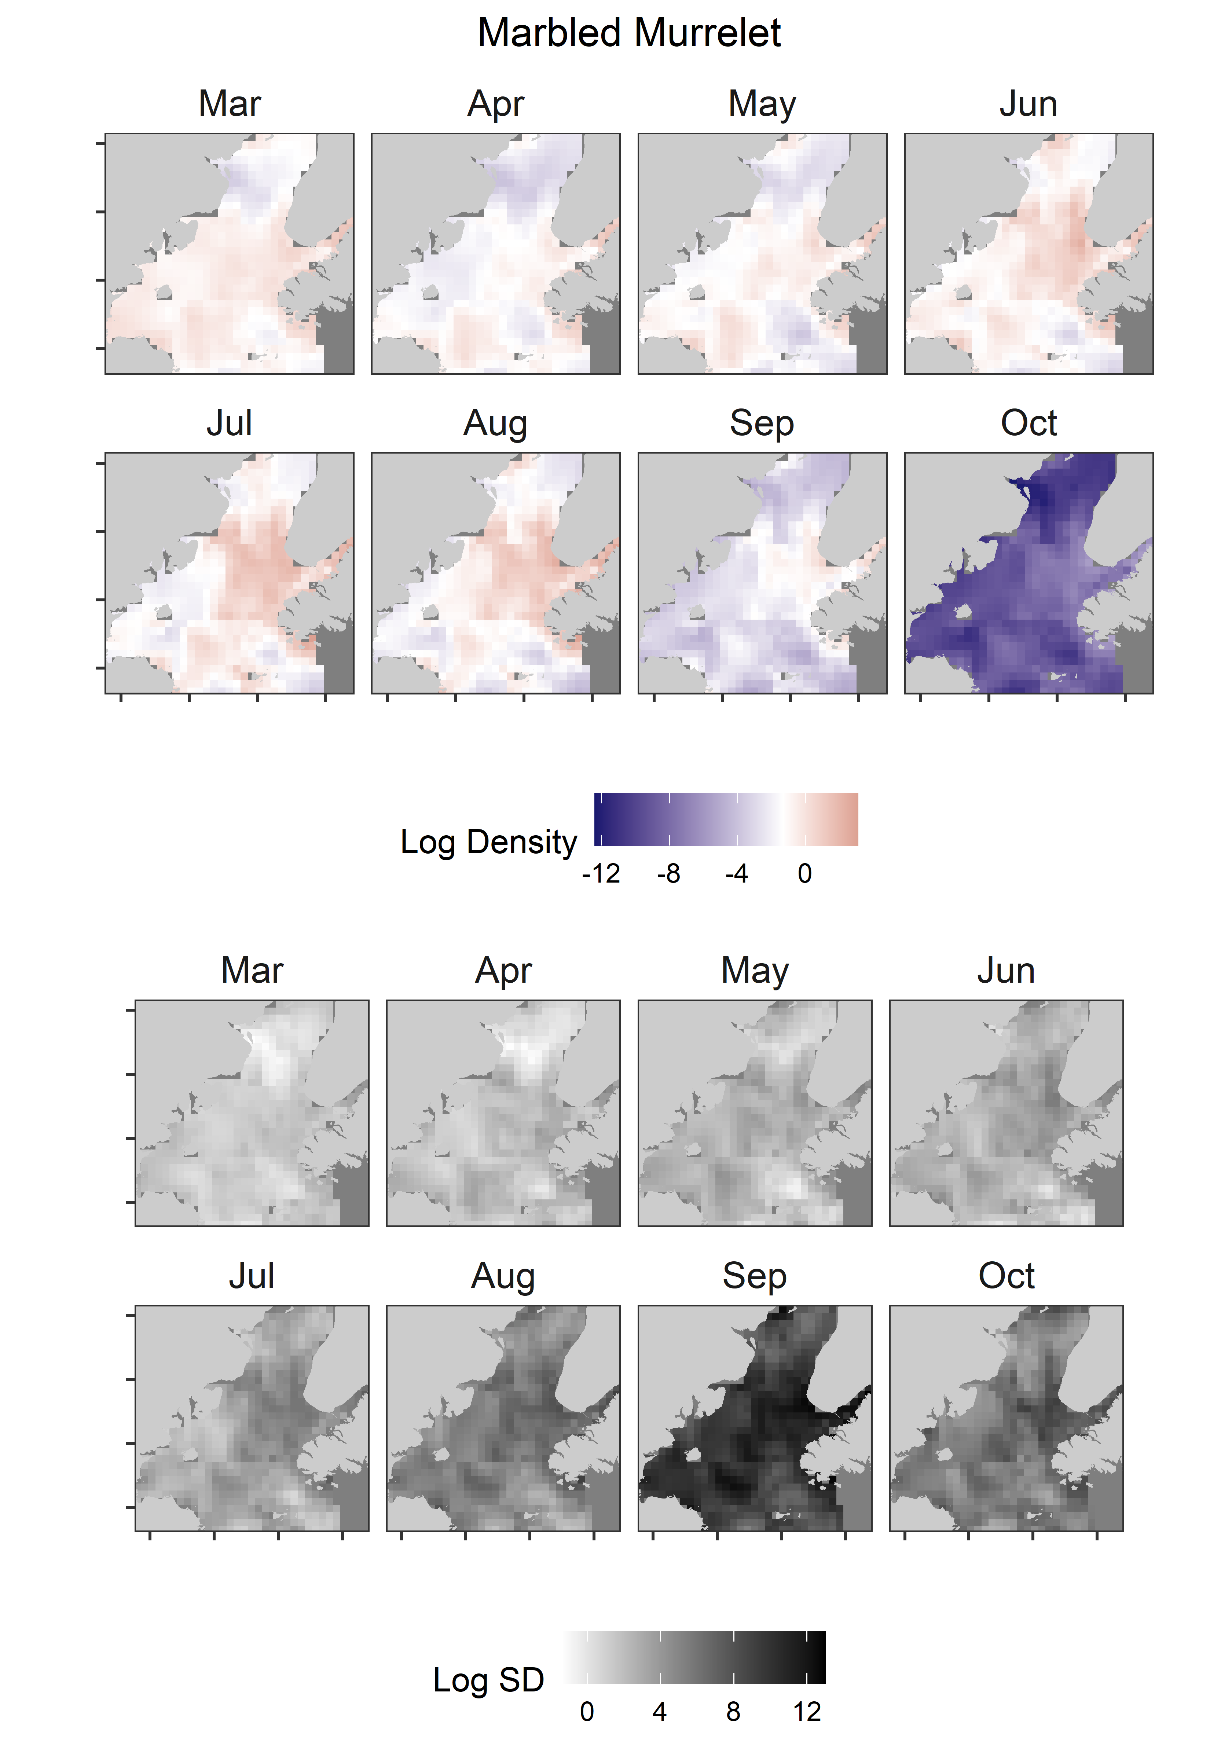 Marbled Murrelet
Mar Apr May Jun
Jul Aug Sep Oct
Log Density
-12 -8 -4 0
Mar Apr May Jun
Jul Aug Sep Oct
Log SD
0 4 8 12